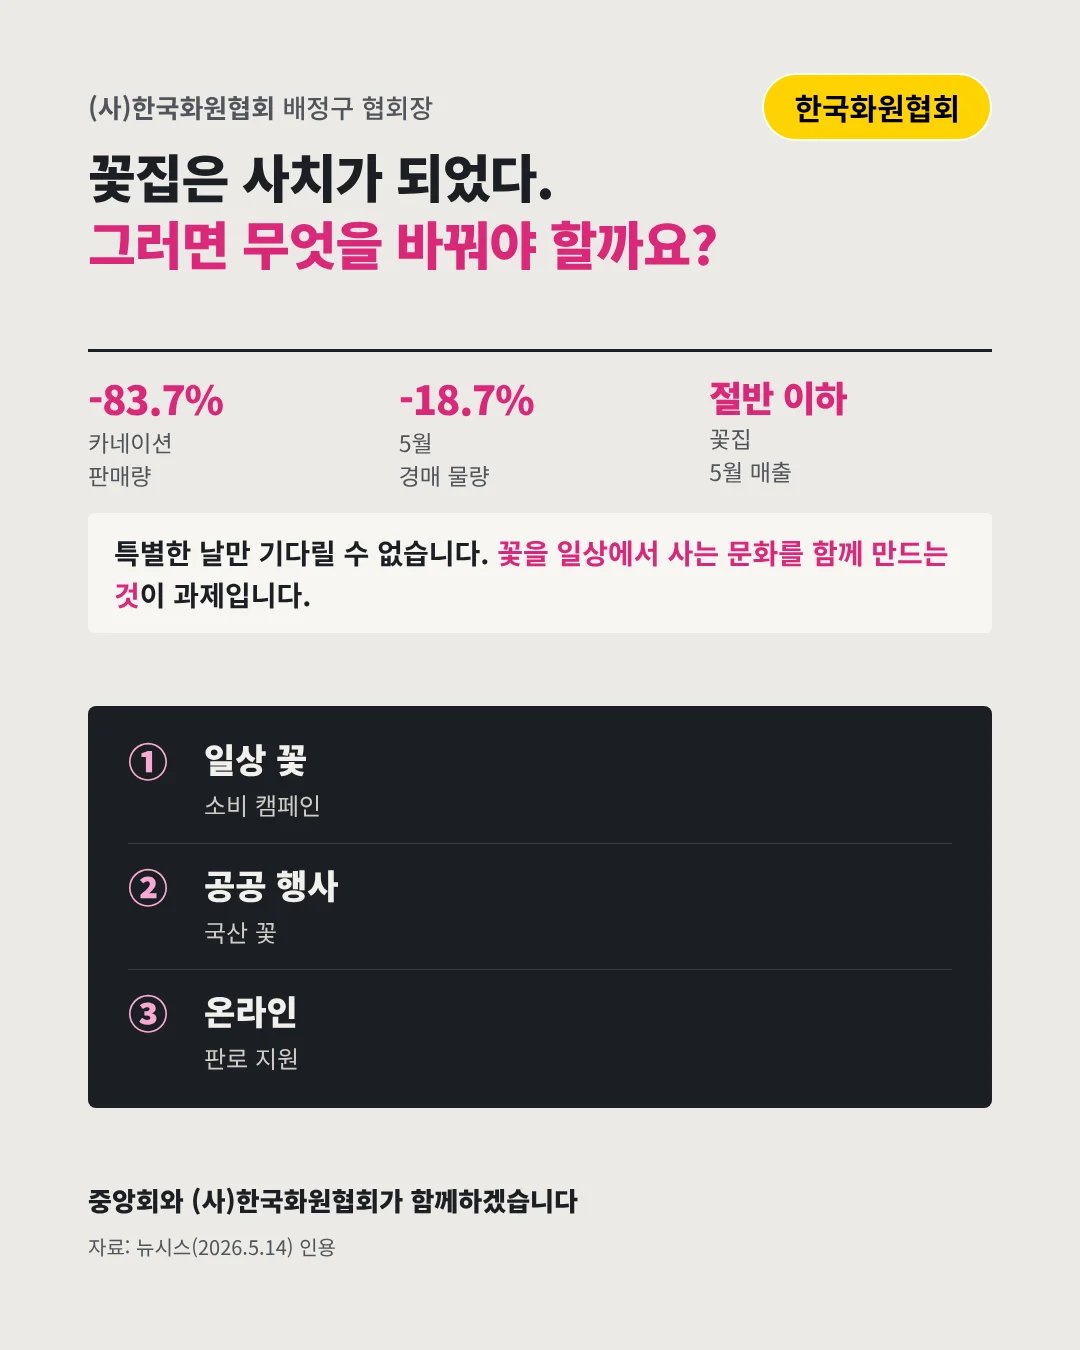 (사)한국화원협회 배정구 협회장
한국화원협회
꽃집은 사치가 되었다.
그러면 무엇을 바꿔야 할까요?
-83.7%
카네이션
판매량
-18.7%
5월
경매 물량
절반 이하
꽃집
5월 매출
특별한 날만 기다릴 수 없습니다. 꽃을 일상에서 사는 문화를 함께 만드는
것이 과제입니다.
① 일상 꽃
소비 캠페인
② 공공 행사
국산 꽃
③ 온라인
판로 지원
중앙회와 (사)한국화원협회가 함께하겠습니다
자료: 뉴시스(2026.5.14) 인용